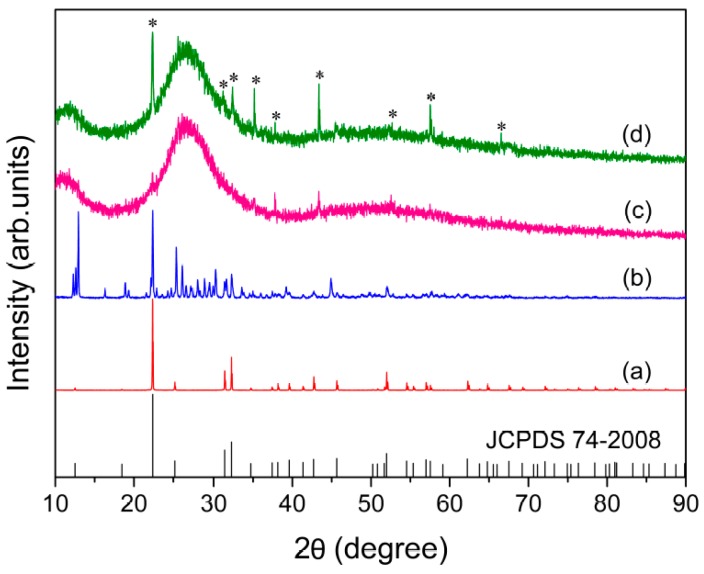 * * * * * * * * *
(d)
(c)
(b)
(a)
JCPDS 74-2008
10 20 30 40 50 60 70 80 90
2θ (degree)
Intensity (arb.units)